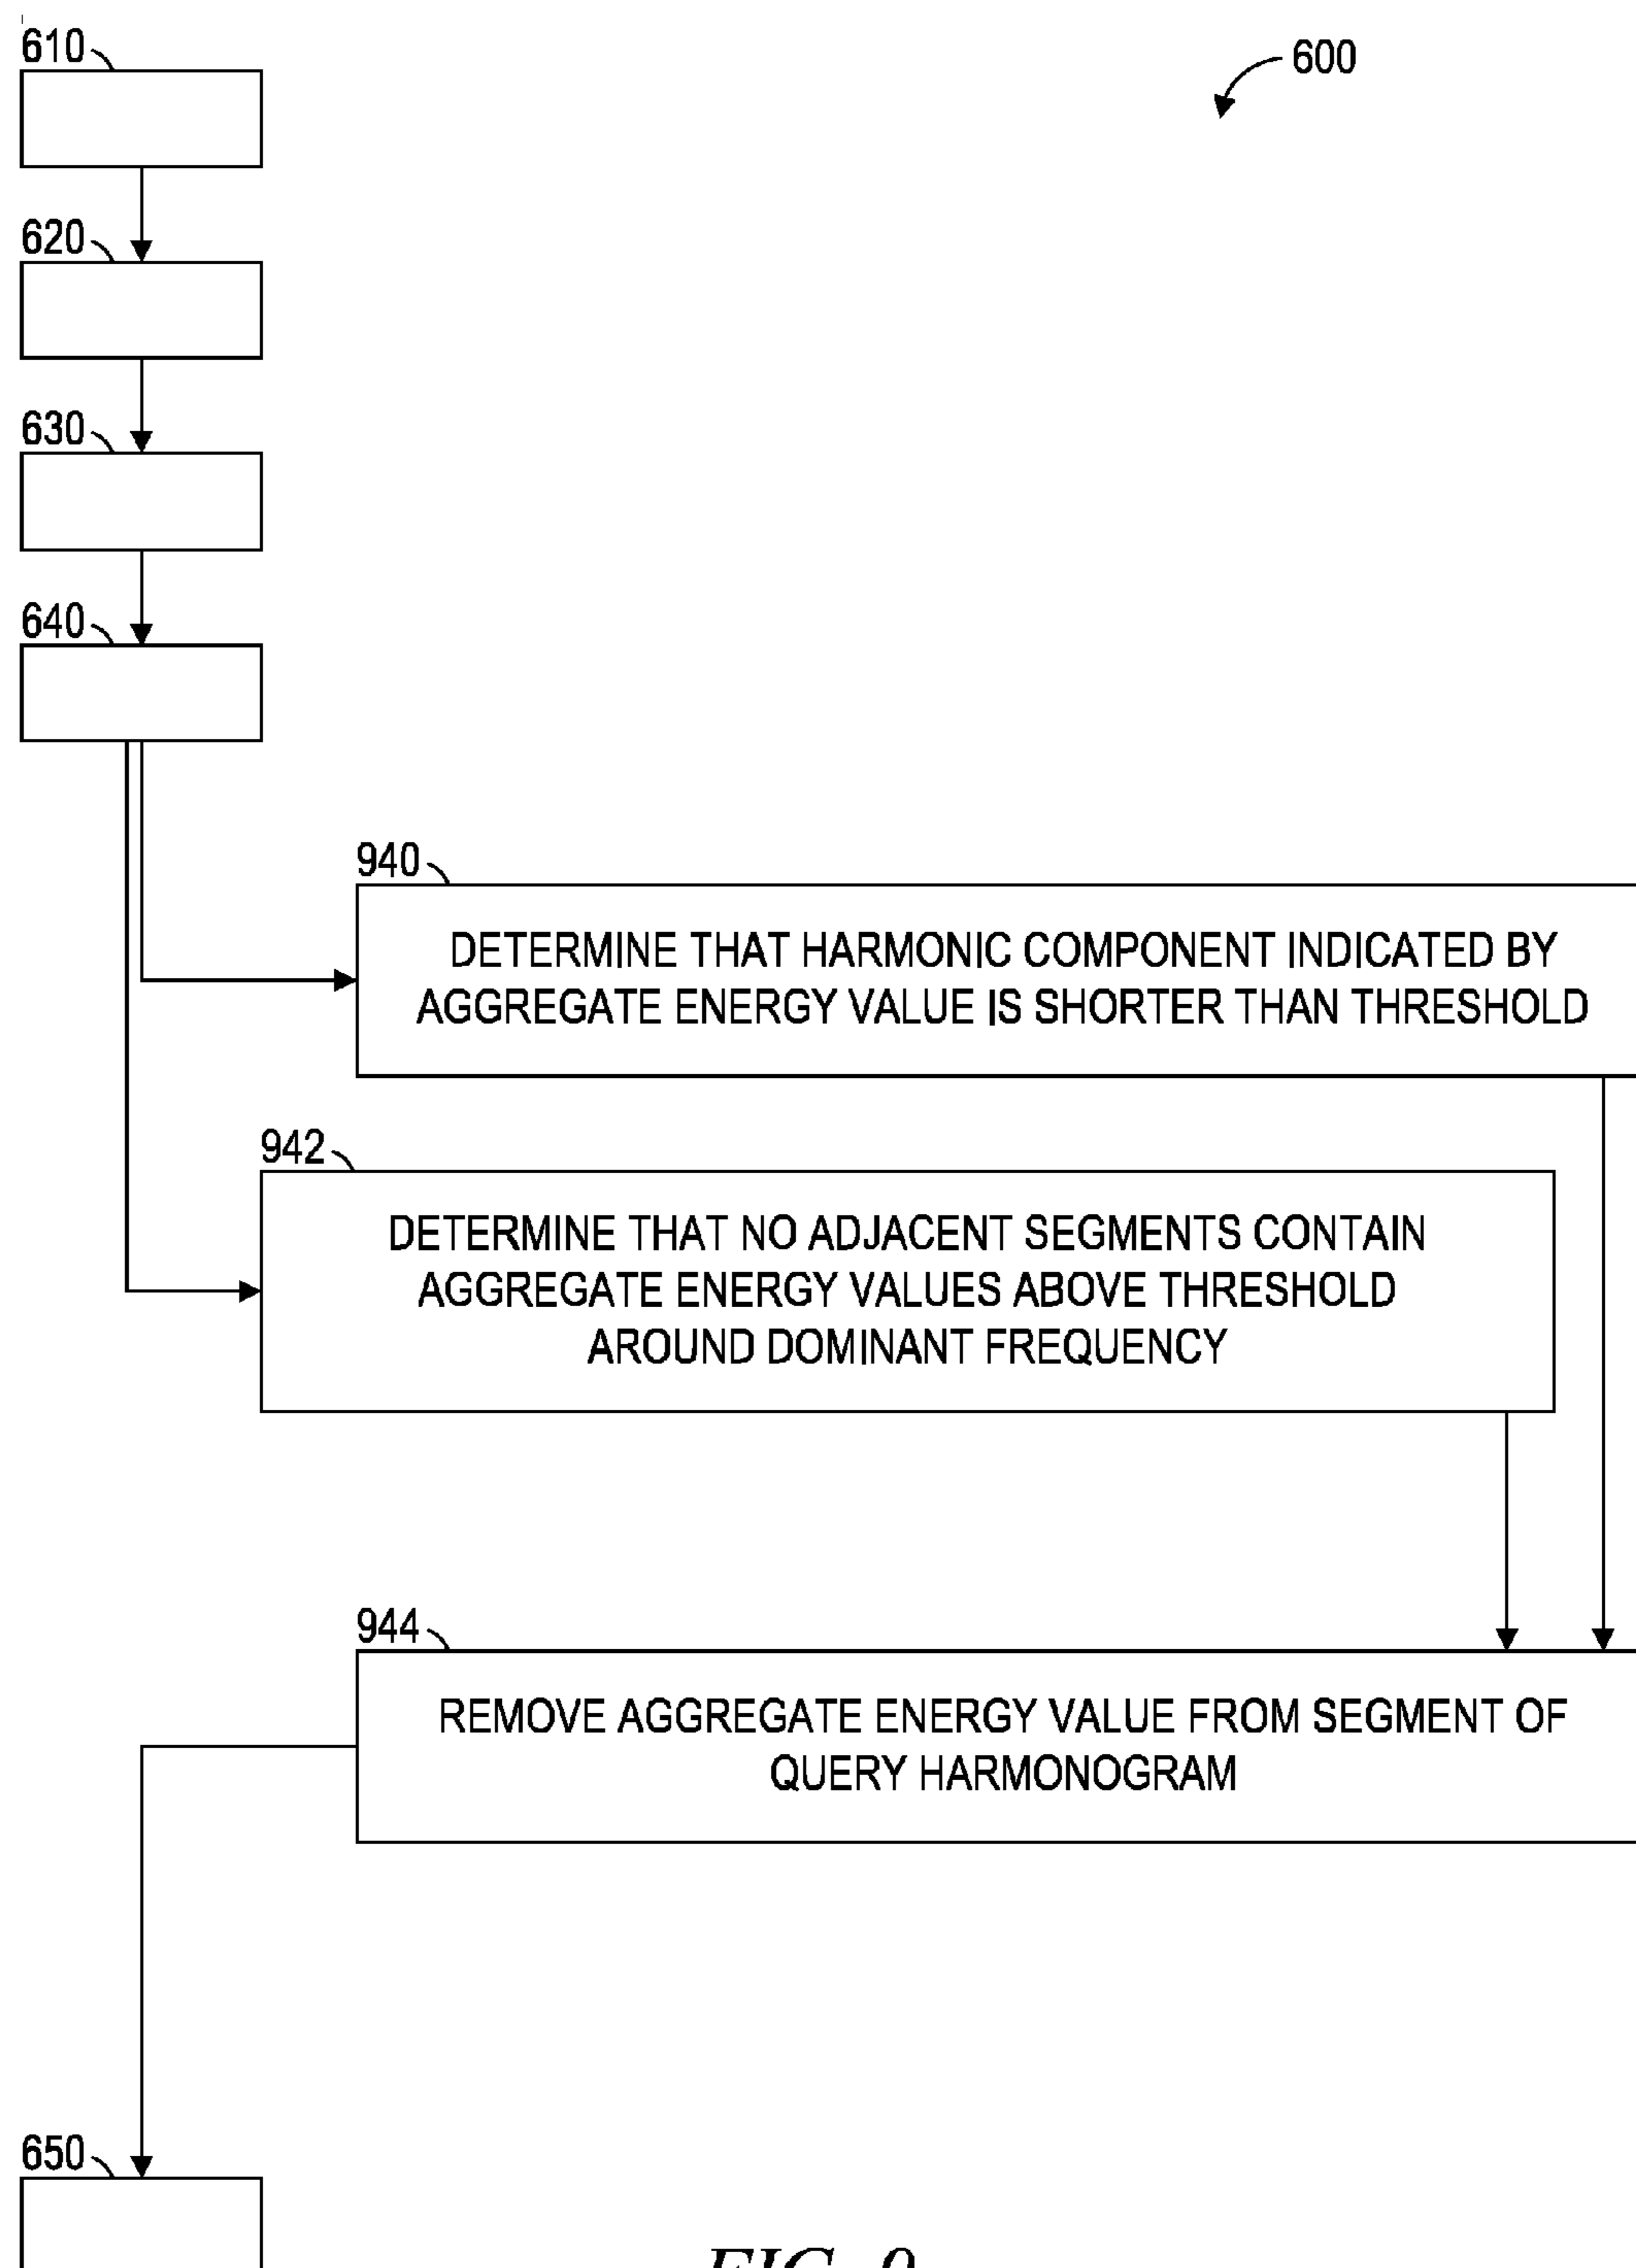 610
600
620
630
640
940
DETERMINE THAT HARMONIC COMPONENT INDICATED BY
AGGREGATE ENERGY VALUE IS SHORTER THAN THRESHOLD
942
DETERMINE THAT NO ADJACENT SEGMENTS CONTAIN
AGGREGATE ENERGY VALUES ABOVE THRESHOLD
AROUND DOMINANT FREQUENCY
944
REMOVE AGGREGATE ENERGY VALUE FROM SEGMENT OF
QUERY HARMONOGRAM
650
FIG. 9